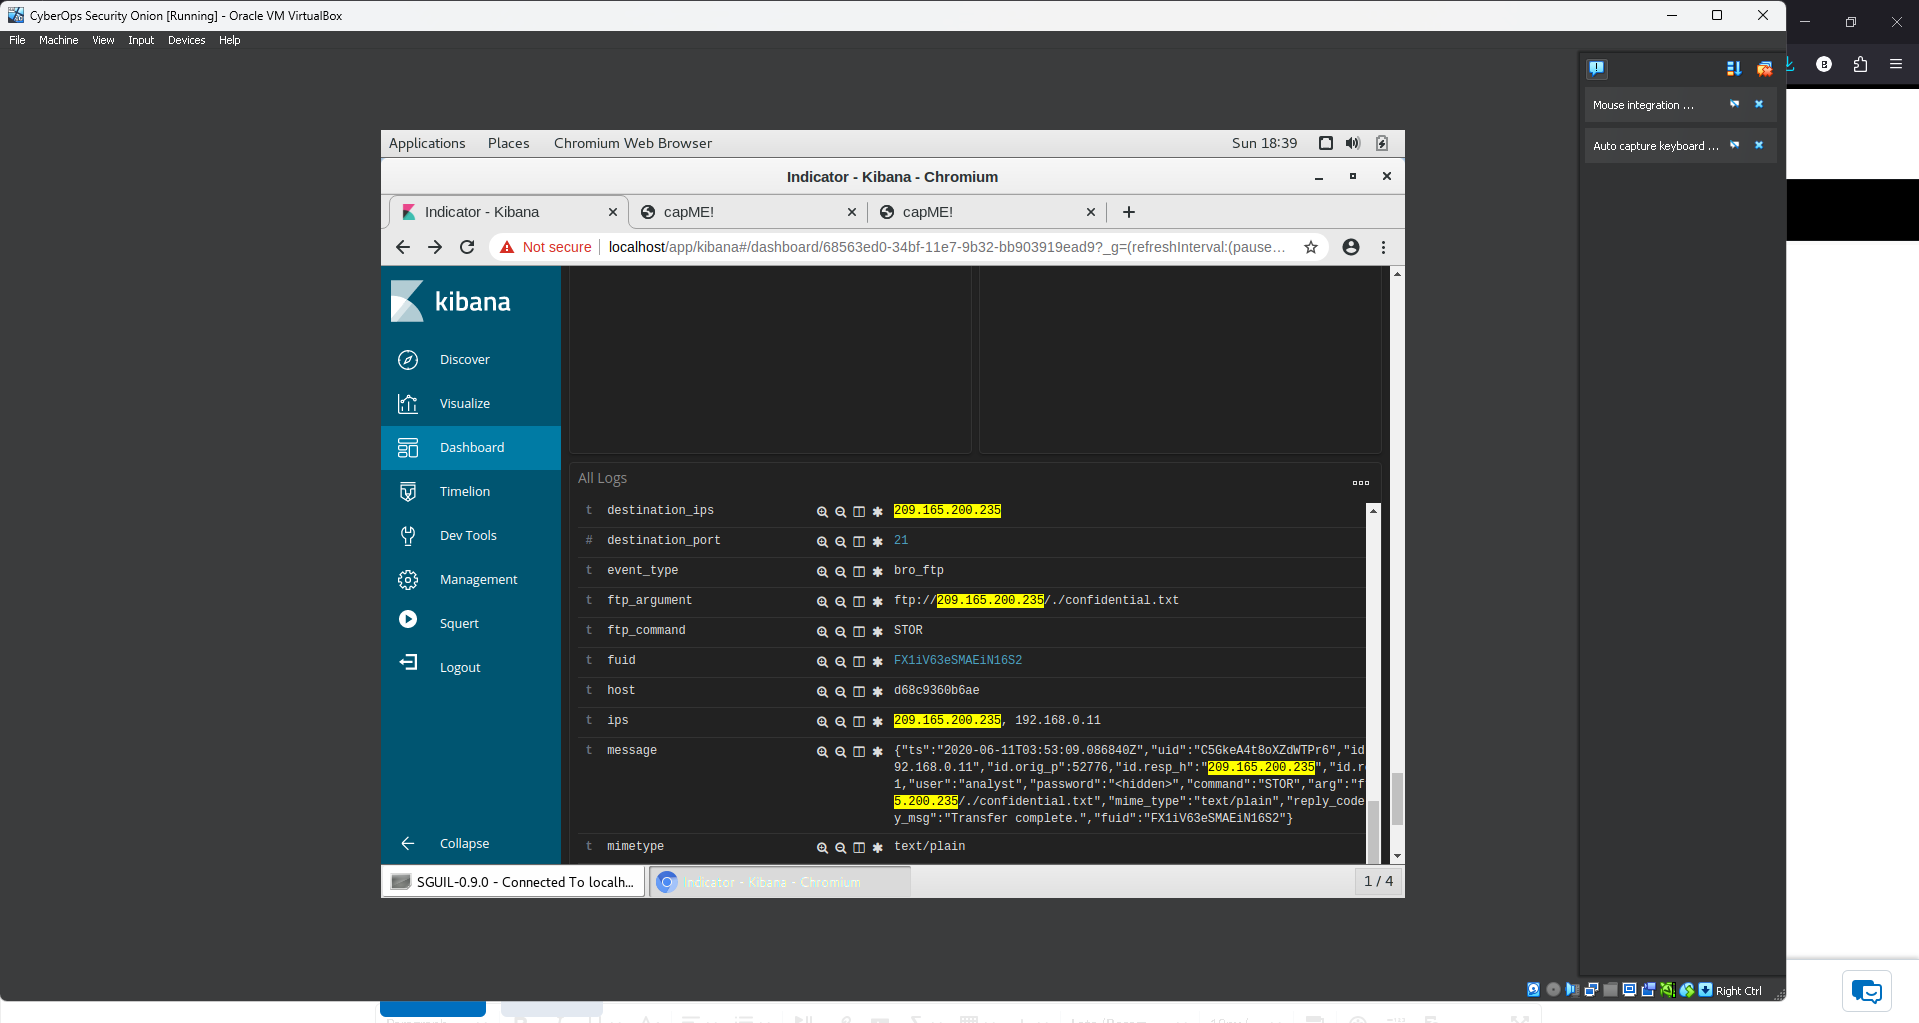 CyberOps Security Onion [Running] - Oracle VM VirtualBox
File Machine View Input Devices Help
Mouse integration ...
Auto capture keyboard ...
Applications Places Chromium Web Browser Sun 18:39
Indicator - Kibana - Chromium
Indicator - Kibana capME! capME!
Not secure localhost/app/kibana#/dashboard/68563ed0-34bf-11e7-9b32-bb903919ead9?_g=(refreshInterval:(pause...
kibana
Discover
Visualize
Dashboard
Timelion
Dev Tools
Management
Squert
Logout
Collapse
All Logs
t destination_ips 209.165.200.235
# destination_port 21
t event_type bro_ftp
t ftp_argument ftp://209.165.200.235/./confidential.txt
t ftp_command STOR
t fuid FX1iV63eSMAEiN16S2
t host d68c9360b6ae
t ips 209.165.200.235, 192.168.0.11
t message {"ts":"2020-06-11T03:53:09.086840Z","uid":"C5GkeA4t8oXZdWTPr6","id
92.168.0.11","id.orig_p":52776,"id.resp_h":"209.165.200.235","id.r
1,"user":"analyst","password":"<hidden>","command":"STOR","arg":"f
5.200.235/./confidential.txt","mime_type":"text/plain","reply_code
y_msg":"Transfer complete.","fuid":"FX1iV63eSMAEiN16S2"}
t mimetype text/plain
SGUIL-0.9.0 - Connected To localh... Indicator - Kibana - Chromium 1 / 4
Right Ctrl